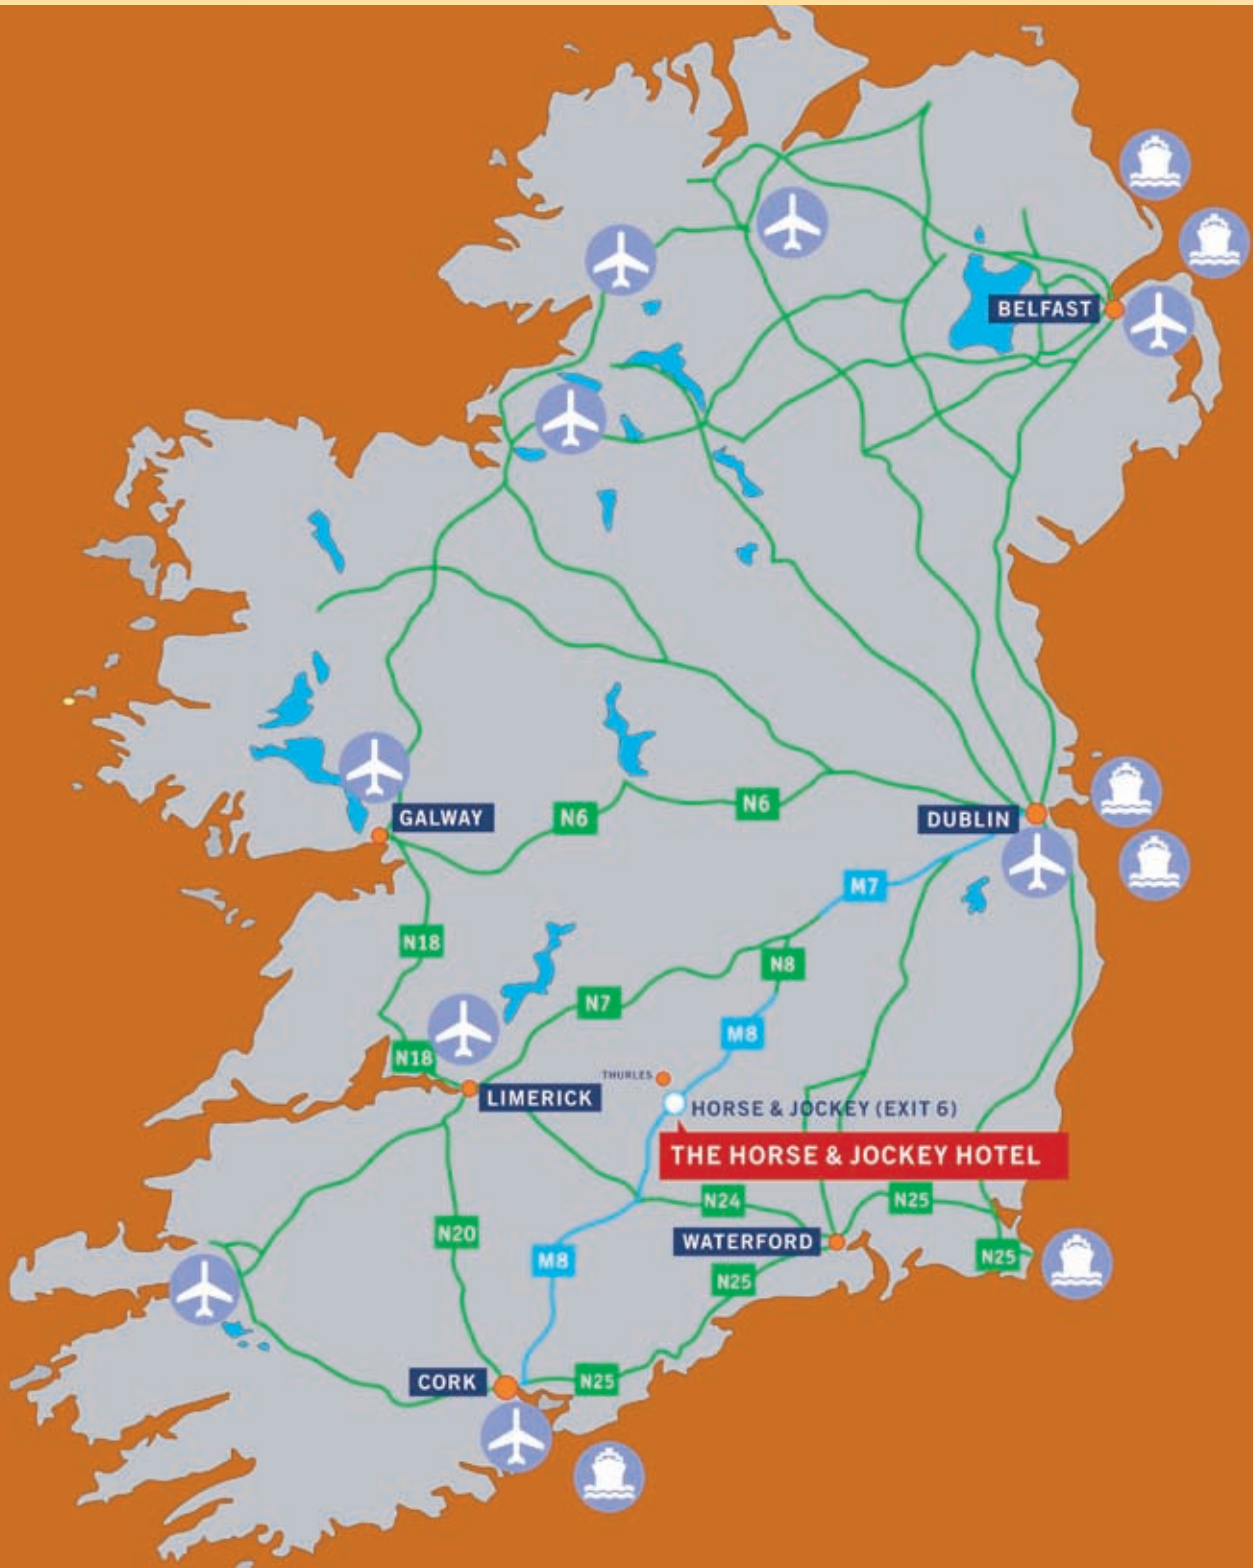 BELFAST
GALWAY
N6
N6
DUBLIN
M7
N18
N8
N7
M8
N18
THURLES
LIMERICK
HORSE & JOCKEY (EXIT 6)
THE HORSE & JOCKEY HOTEL
N24
N25
N20
WATERFORD
N25
M8
N25
CORK
N25